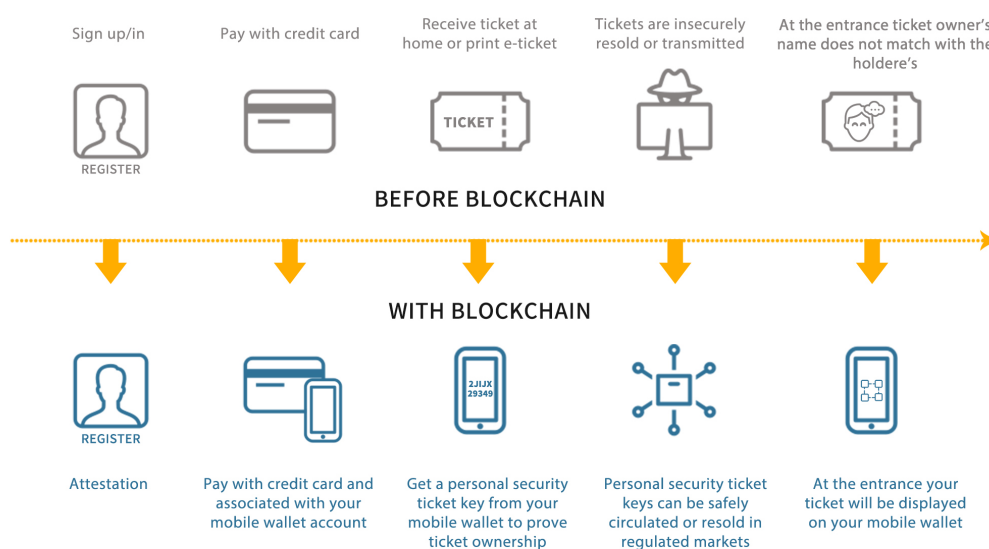 Sign up/in
Pay with credit card
Receive ticket at
home or print e-ticket
Tickets are insecurely
resold or transmitted
At the entrance ticket owner's
name does not match with the
holdere's
REGISTER
TICKET
BEFORE BLOCKCHAIN
WITH BLOCKCHAIN
REGISTER
2JIJX
29349
Attestation
Pay with credit card and
associated with your
mobile wallet account
Get a personal security
ticket key from your
mobile wallet to prove
ticket ownership
Personal security ticket
keys can be safely
circulated or resold in
regulated markets
At the entrance your
ticket will be displayed
on your mobile wallet